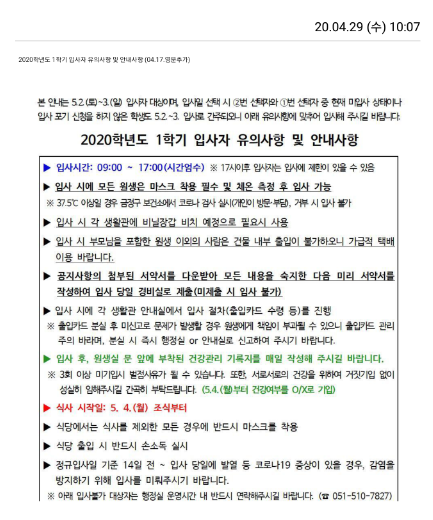 20.04.29 (수) 10:07
2020학년도 1학기 입사자 유의사항 및 안내사항 (04.17.영문추가)
본 안내는 5.2.(토)~3.(일) 입사자 대상이며, 입사일 선택 시 ②번 선택자와 ①번 선택자 중 현재 미입사 상태이나
입사 포기 신청을 하지 않은 학생도 5.2.~3. 입사로 간주되오니 아래 유의사항에 맞추어 입사해 주시길 바랍니다.
2020학년도 1학기 입사자 유의사항 및 안내사항
▶ 입사시간: 09:00 ~ 17:00(시간엄수) ※ 17시이후 입사자는 입사에 제한이 있을 수 있음
▶ 입사 시에 모든 원생은 마스크 착용 필수 및 체온 측정 후 입사 가능
※ 37.5℃ 이상일 경우 금정구 보건소에서 코로나 검사 실시(개인이 방문·부담), 거부 시 입사 불가
▶ 입사 시 각 생활관에 비닐장갑 비치 예정으로 필요시 사용
▶ 입사 시 부모님을 포함한 원생 이외의 사람은 건물 내부 출입이 불가하오니 가급적 택배
이용 바랍니다.
▶ 공지사항의 첨부된 서약서를 다운받아 모든 내용을 숙지한 다음 미리 서약서를
작성하여 입사 당일 경비실로 제출(미제출 시 입사 불가)
▶ 입사 시에 각 생활관 안내실에서 입사 절차(출입카드 수령 등)를 진행
※ 출입카드 분실 후 미신고로 문제가 발생할 경우 원생에게 책임이 부과될 수 있으니 출입카드 관리
주의 바라며, 분실 시 즉시 행정실 or 안내실로 신고하여 주시기 바랍니다.
▶ 입사 후, 원생실 문 앞에 부착된 건강관리 기록지를 매일 작성해 주시길 바랍니다.
※ 3회 이상 미기입시 벌점사유가 될 수 있습니다. 또한, 서로서로의 건강을 위하여 거짓기입 없이
성실히 임해주시길 간곡히 부탁드립니다. (5.4.(월)부터 건강여부를 O/X로 기입)
▶ 식사 시작일: 5. 4.(월) 조식부터
▶ 식당에서는 식사를 제외한 모든 경우에 반드시 마스크를 착용
▶ 식당 출입 시 반드시 손소독 실시
▶ 정규입사일 기준 14일 전 ~ 입사 당일에 발열 등 코로나19 증상이 있을 경우, 감염을
방지하기 위해 입사를 미뤄주시기 바랍니다.
※ 아래 입사불가 대상자는 행정실 운영시간 내 반드시 연락해주시길 바랍니다. (☎ 051-510-7827)